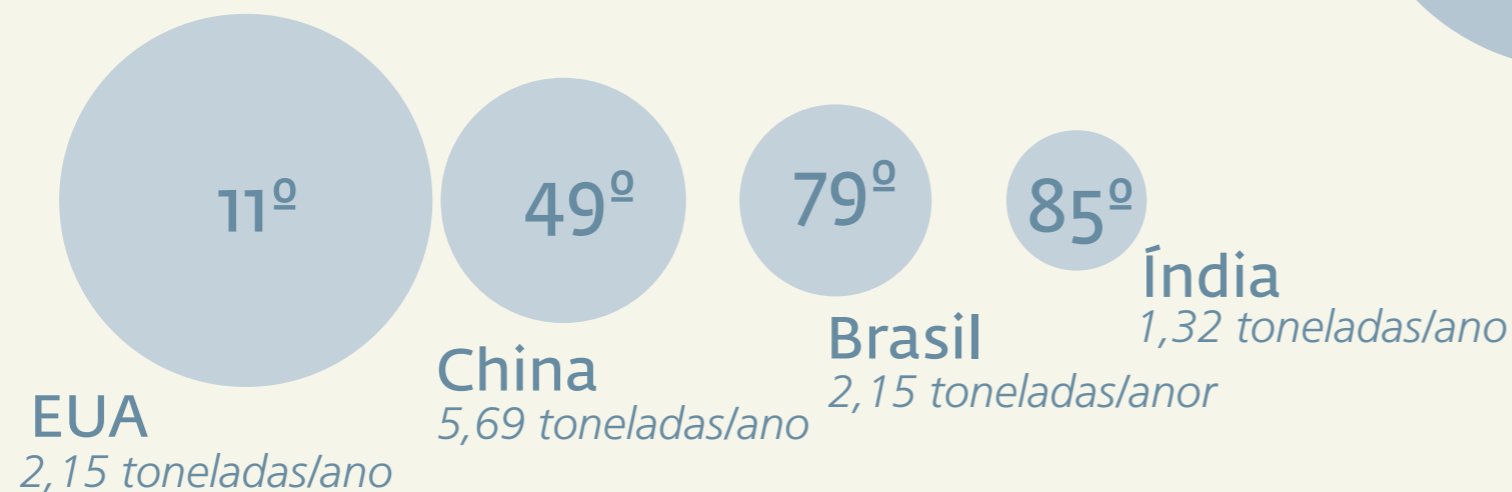 11º
EUA
2,15 toneladas/ano
49º
China
5,69 toneladas/ano
79º
Brasil
2,15 toneladas/anor
85º
Índia
1,32 toneladas/ano